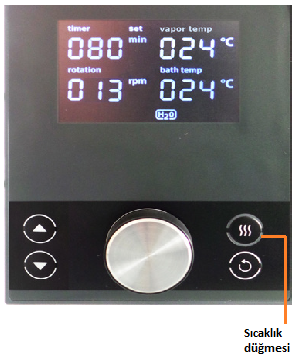 timer set vapor temp
080 min 024 °C
rotation bath temp
013 rpm 024 °C
H2O
Sıcaklık
düğmesi